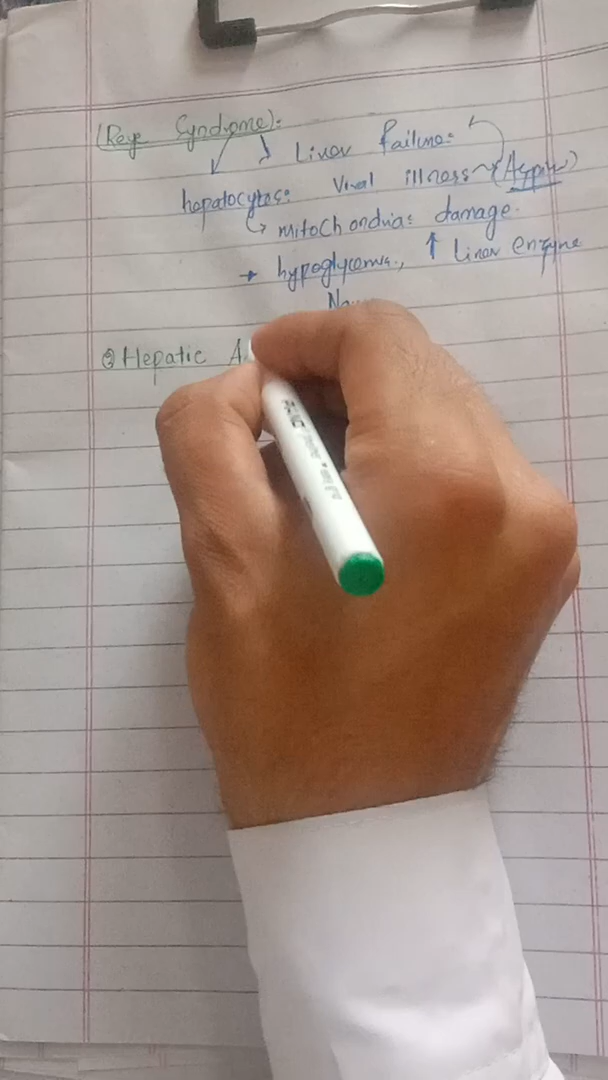 (Reye Syndrome):
Liver failure:
hepatocytes: Viral illness (Aspirin)
mitochondria: damage.
→ hypoglycemia, ↑ liver enzyme
② Hepatic A